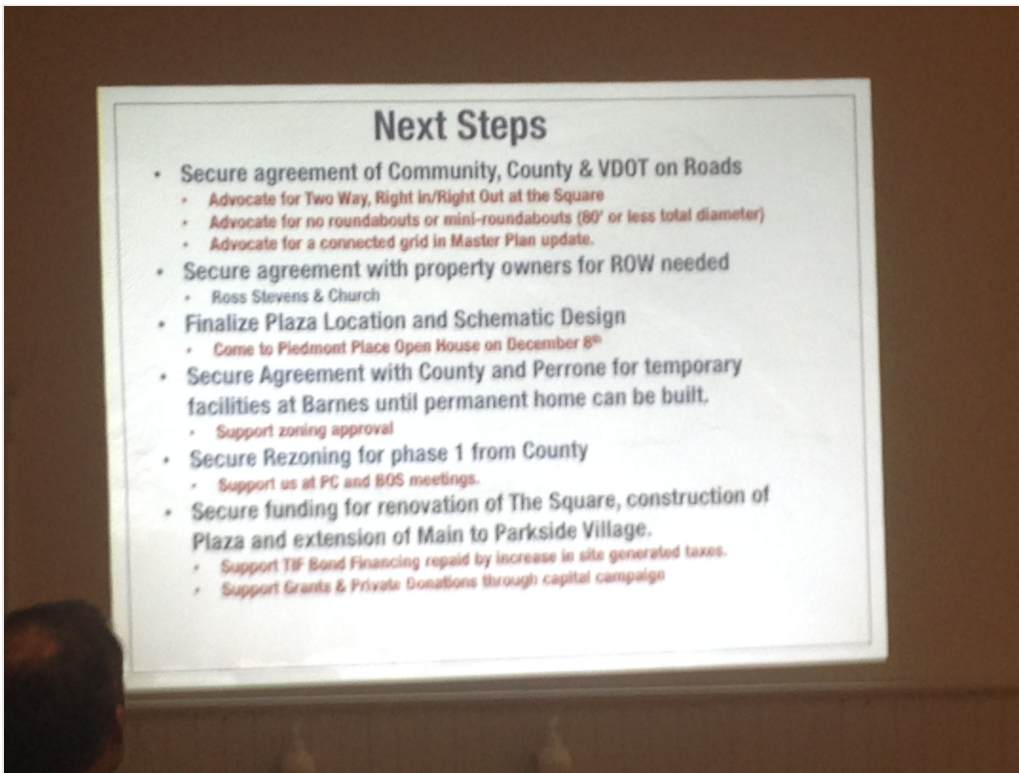 Next Steps
• Secure agreement of Community, County & VDOT on Roads
• Advocate for Two Way, Right in/Right Out at the Square
• Advocate for no roundabouts or mini-roundabouts (80' or less total diameter)
• Advocate for a connected grid in Master Plan update.
• Secure agreement with property owners for ROW needed
• Ross Stevens & Church
• Finalize Plaza Location and Schematic Design
• Come to Piedmont Place Open House on December 8th
• Secure Agreement with County and Perrone for temporary
facilities at Barnes until permanent home can be built.
• Support zoning approval
• Secure Rezoning for phase 1 from County
• Support us at PC and BOS meetings.
• Secure funding for renovation of The Square, construction of
Plaza and extension of Main to Parkside Village.
• Support TIF Bond Financing repaid by increase in site generated taxes.
• Support Grants & Private Donations through capital campaign